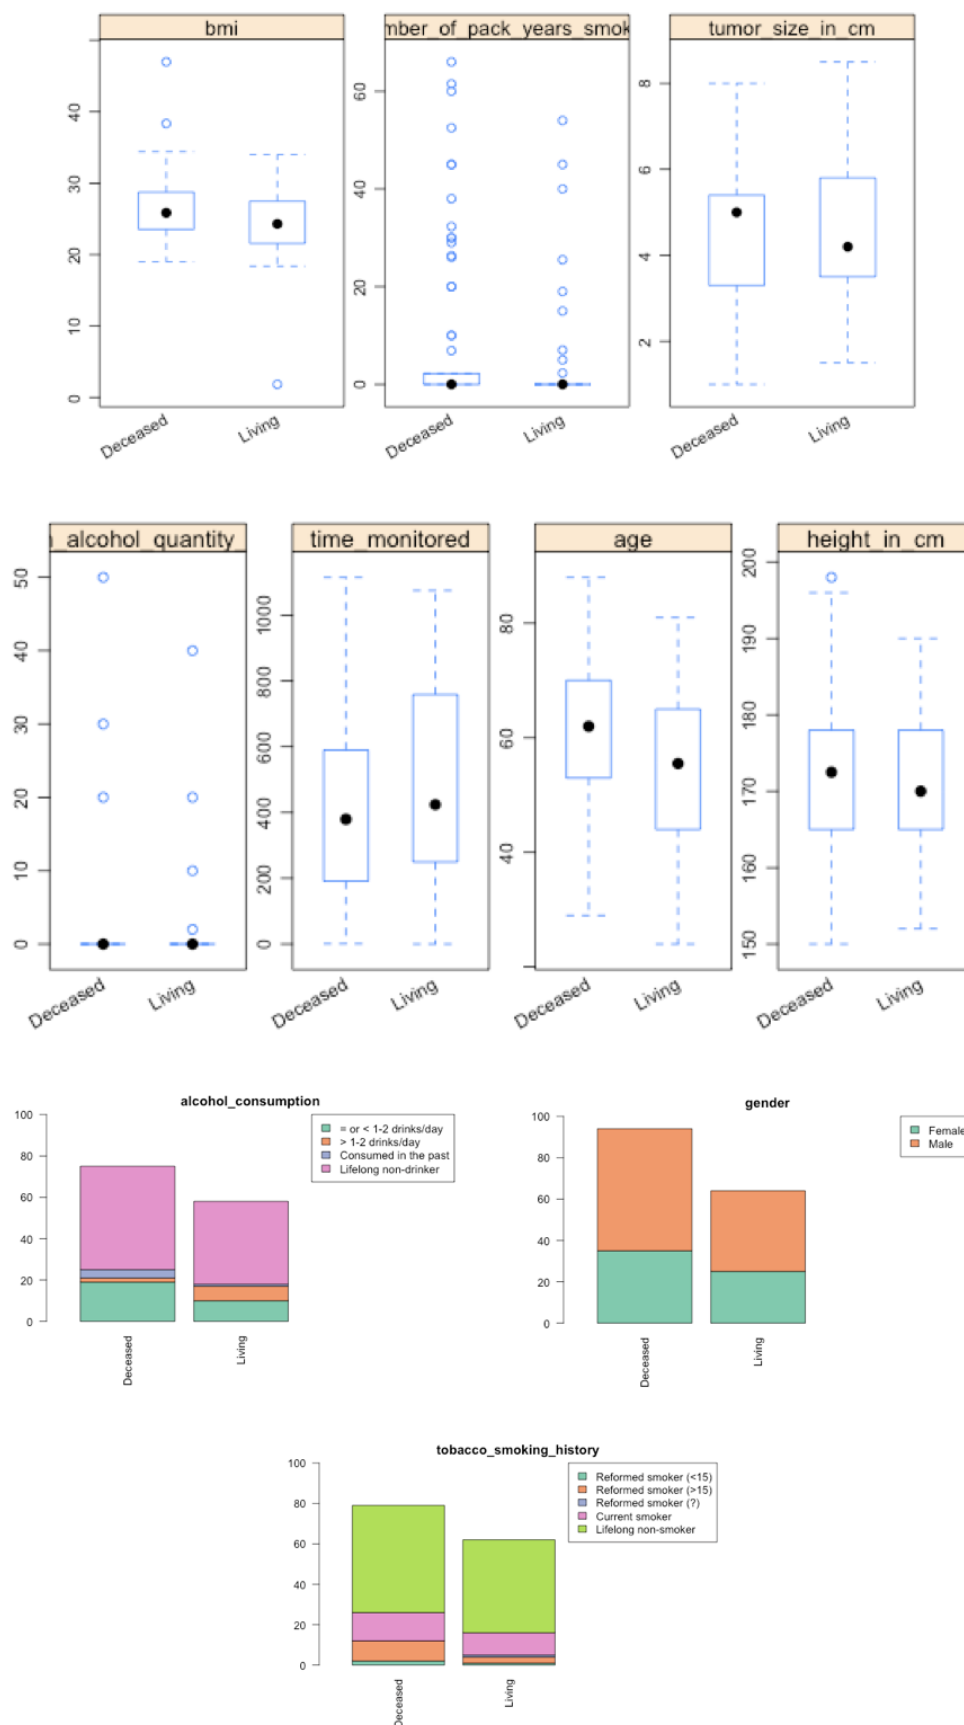 bmi
mber_of_pack_years_smok
tumor_size_in_cm
0 10 20 30 40
0 20 40 60
2 4 6 8
Deceased Living
Deceased Living
Deceased Living
_alcohol_quantity_
time_monitored
age
height_in_cm
0 10 20 30 40 50
0 200 400 600 800 1000
40 60 80
150 160 170 180 190 200
Deceased Living
Deceased Living
Deceased Living
Deceased Living
alcohol_consumption
100
80
60
40
20
0
= or < 1-2 drinks/day
> 1-2 drinks/day
Consumed in the past
Lifelong non-drinker
Deceased
Living
gender
100
80
60
40
20
0
Female
Male
Deceased
Living
tobacco_smoking_history
100
80
60
40
20
0
Reformed smoker (<15)
Reformed smoker (>15)
Reformed smoker (?)
Current smoker
Lifelong non-smoker
Deceased
Living